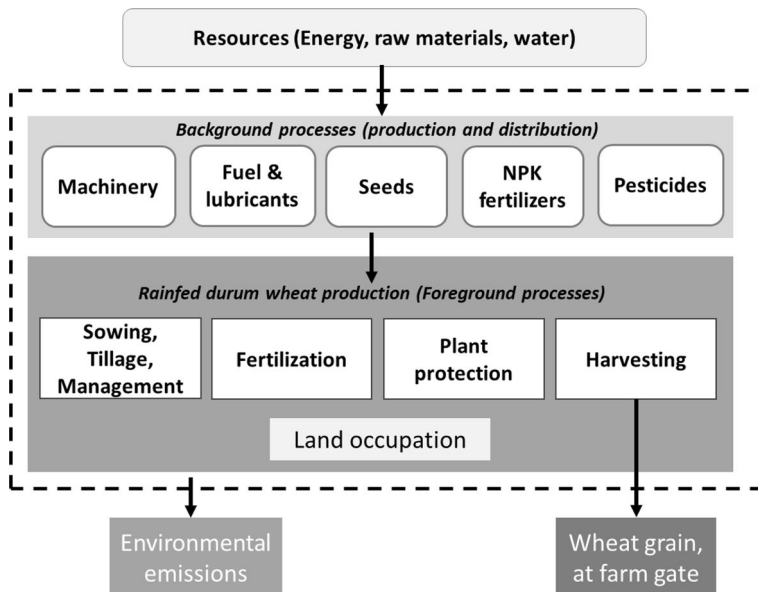 Resources (Energy, raw materials, water)
Background processes (production and distribution)
Machinery
Fuel &
lubricants
Seeds
NPK
fertilizers
Pesticides
Rainfed durum wheat production (Foreground processes)
Sowing,
Tillage,
Management
Fertilization
Plant
protection
Harvesting
Land occupation
Environmental
emissions
Wheat grain,
at farm gate